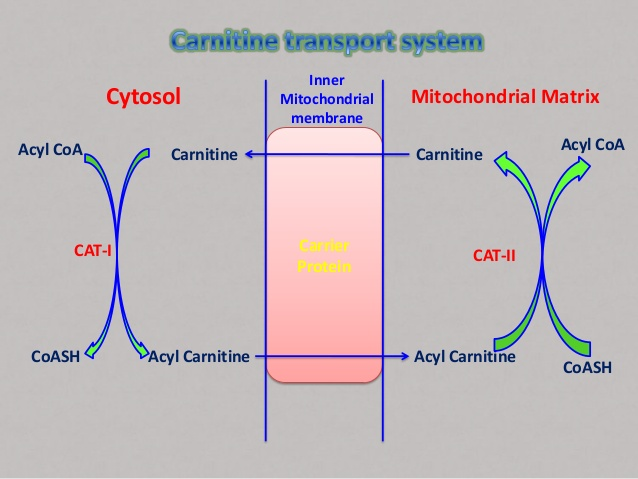 Carnitine transport system
Inner
Mitochondrial
membrane
Cytosol
Mitochondrial Matrix
Acyl CoA
Carnitine
Carnitine
Acyl CoA
CAT-I
Carrier
Protein
CAT-II
CoASH
Acyl Carnitine
Acyl Carnitine
CoASH